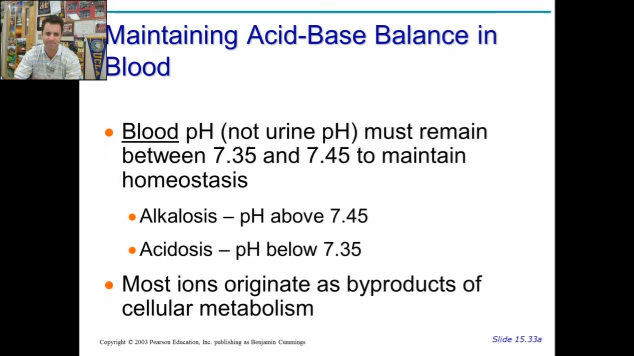 Maintaining Acid-Base Balance in
Blood
• Blood pH (not urine pH) must remain
between 7.35 and 7.45 to maintain
homeostasis
• Alkalosis – pH above 7.45
• Acidosis – pH below 7.35
• Most ions originate as byproducts of
cellular metabolism
Copyright © 2003 Pearson Education, Inc. publishing as Benjamin Cummings
Slide 15.33a